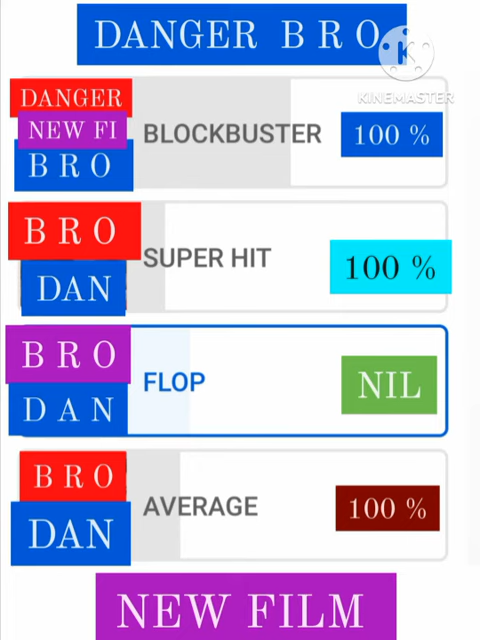 DANGER B R O
K
KINEMASTER
DANGER
NEW FI
B R O
BLOCKBUSTER
100 %
B R O
DAN
SUPER HIT
100 %
B R O
D A N
FLOP
NIL
B R O
DAN
AVERAGE
100 %
NEW FILM